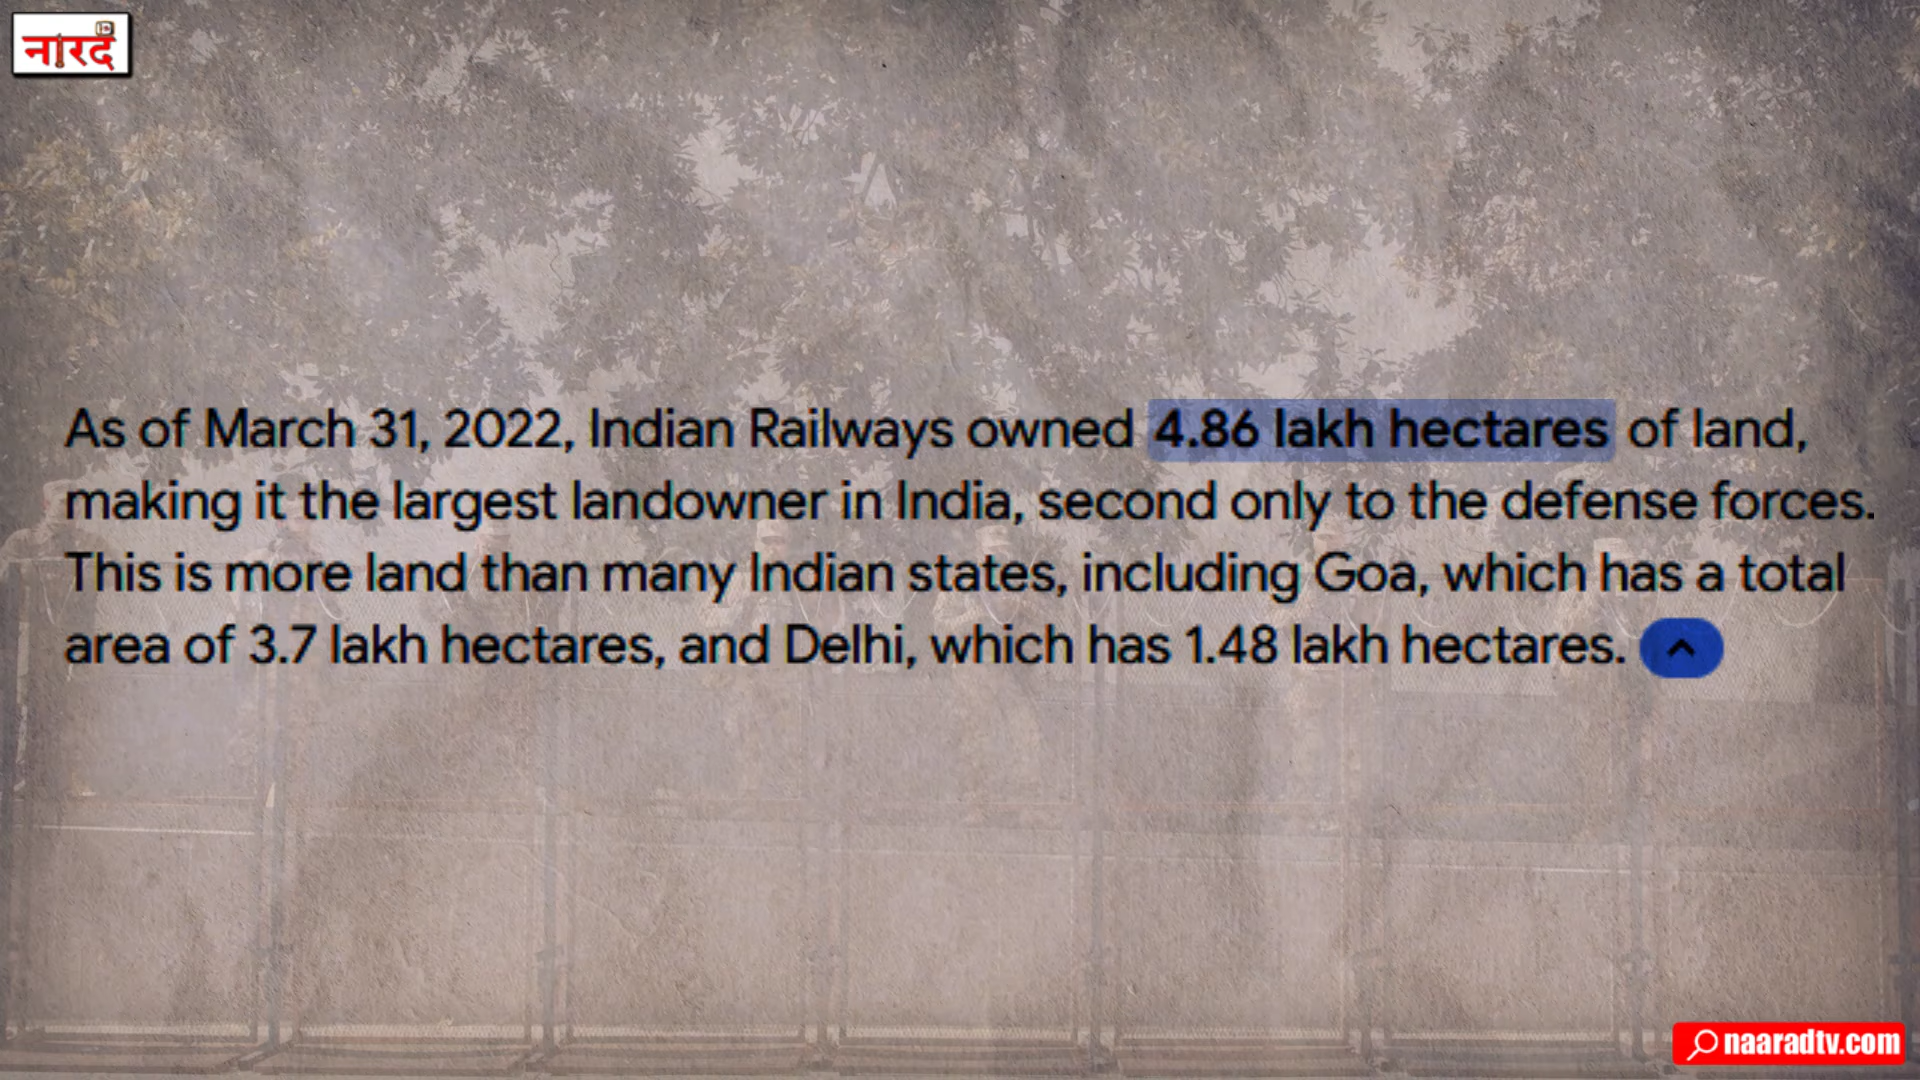 नारद
As of March 31, 2022, Indian Railways owned 4.86 lakh hectares of land,
making it the largest landowner in India, second only to the defense forces.
This is more land than many Indian states, including Goa, which has a total
area of 3.7 lakh hectares, and Delhi, which has 1.48 lakh hectares.
naaradtv.com